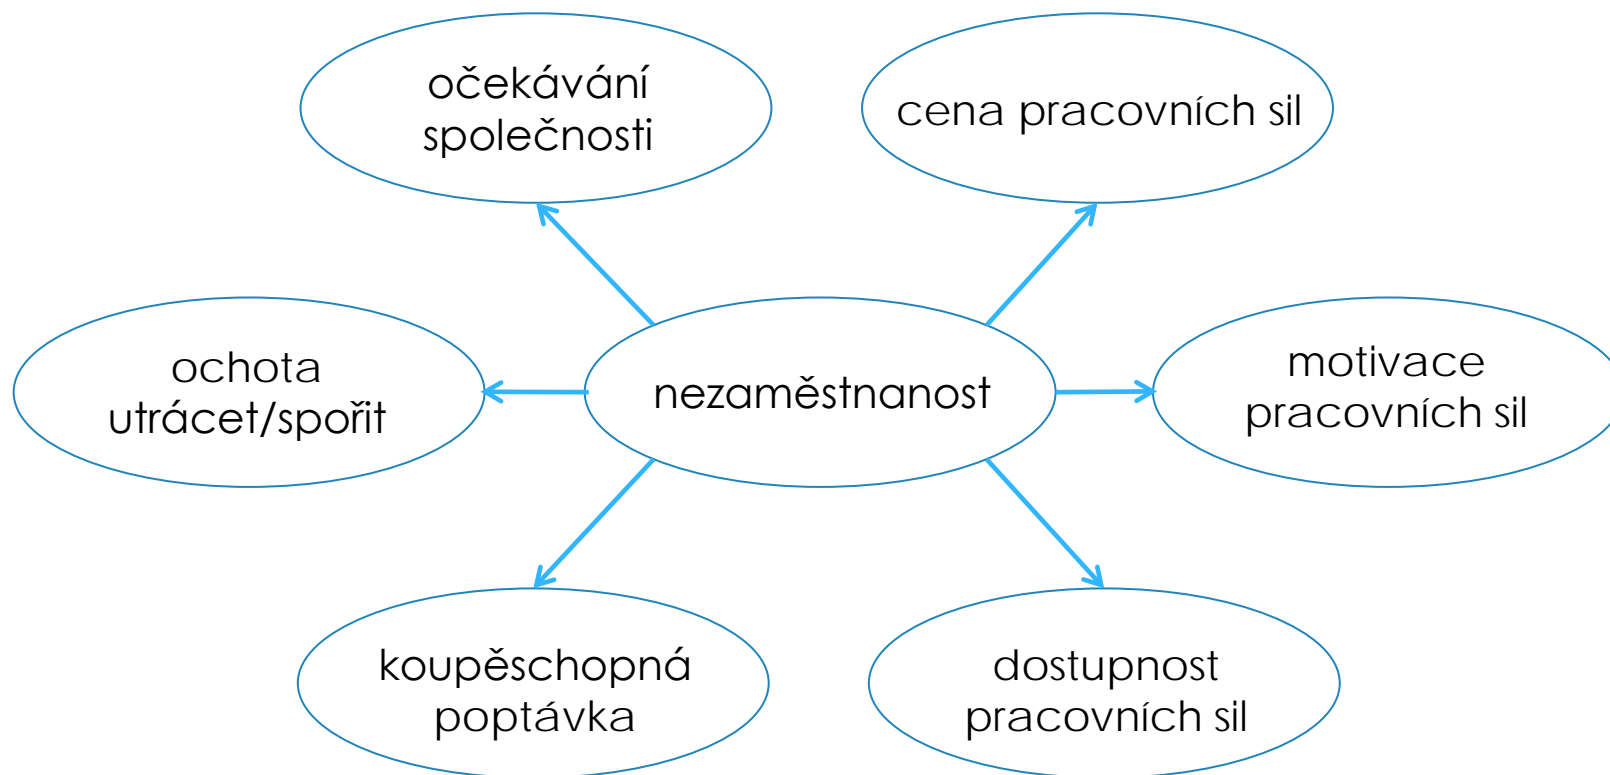 očekávání
společnosti
cena pracovních sil
ochota
utrácet/spořit
nezaměstnanost
motivace
pracovních sil
koupěschopná
poptávka
dostupnost
pracovních sil